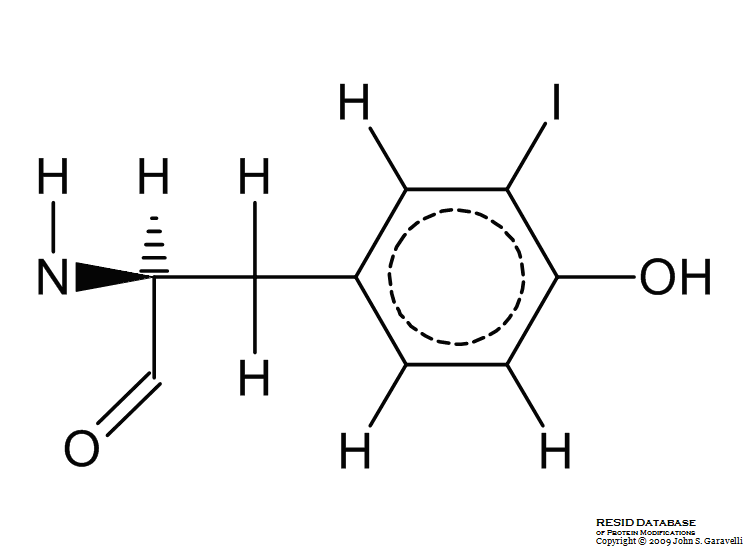 H I
H H H
N OH
H
O H H
RESID DATABASE
OF PROTEIN MODIFICATIONS
Copyright © 2009 John S. Garavelli